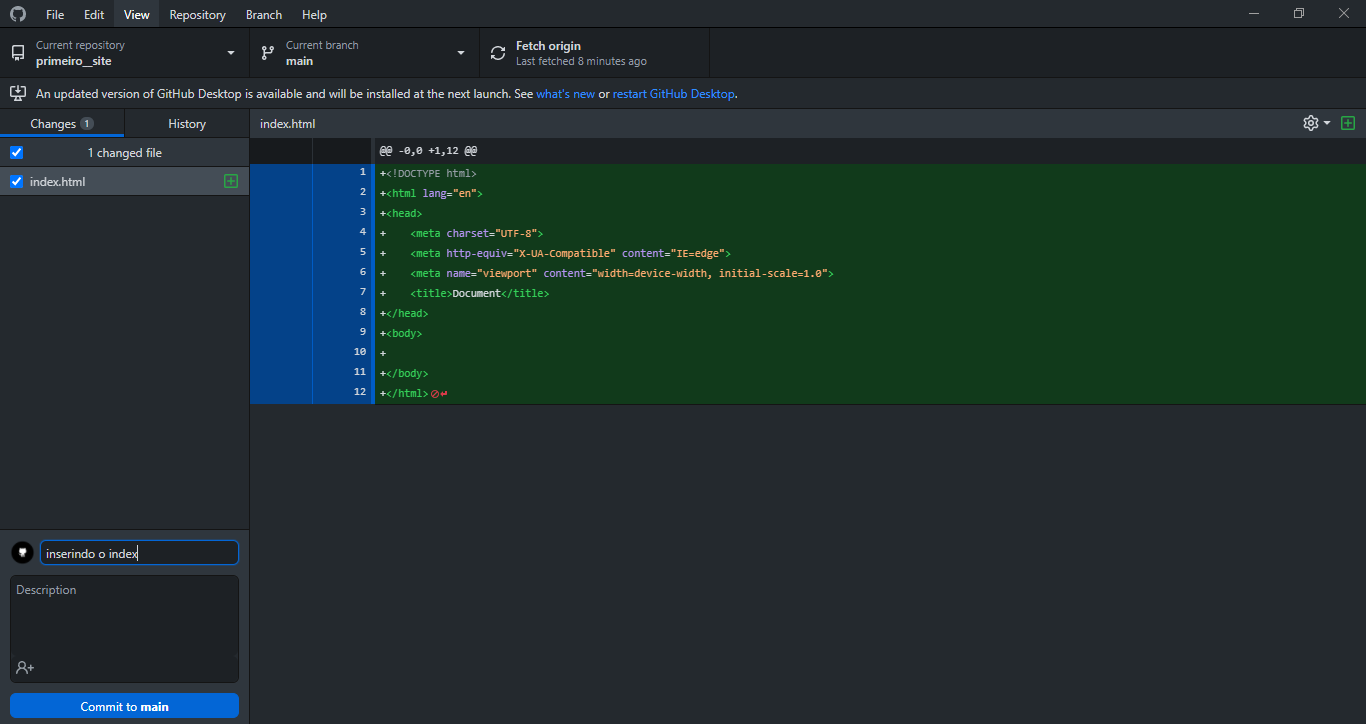 File Edit View Repository Branch Help
Current repository
primeiro_site
Current branch
main
Fetch origin
Last fetched 8 minutes ago
An updated version of GitHub Desktop is available and will be installed at the next launch. See what's new or restart GitHub Desktop.
Changes 1 History
index.html
1 changed file
index.html
@@ -0,0 +1,12 @@
1 +<!DOCTYPE html>
2 +<html lang="en">
3 +<head>
4 +    <meta charset="UTF-8">
5 +    <meta http-equiv="X-UA-Compatible" content="IE=edge">
6 +    <meta name="viewport" content="width=device-width, initial-scale=1.0">
7 +    <title>Document</title>
8 +</head>
9 +<body>
10 +
11 +</body>
12 +</html>
inserindo o index
Description
Commit to main